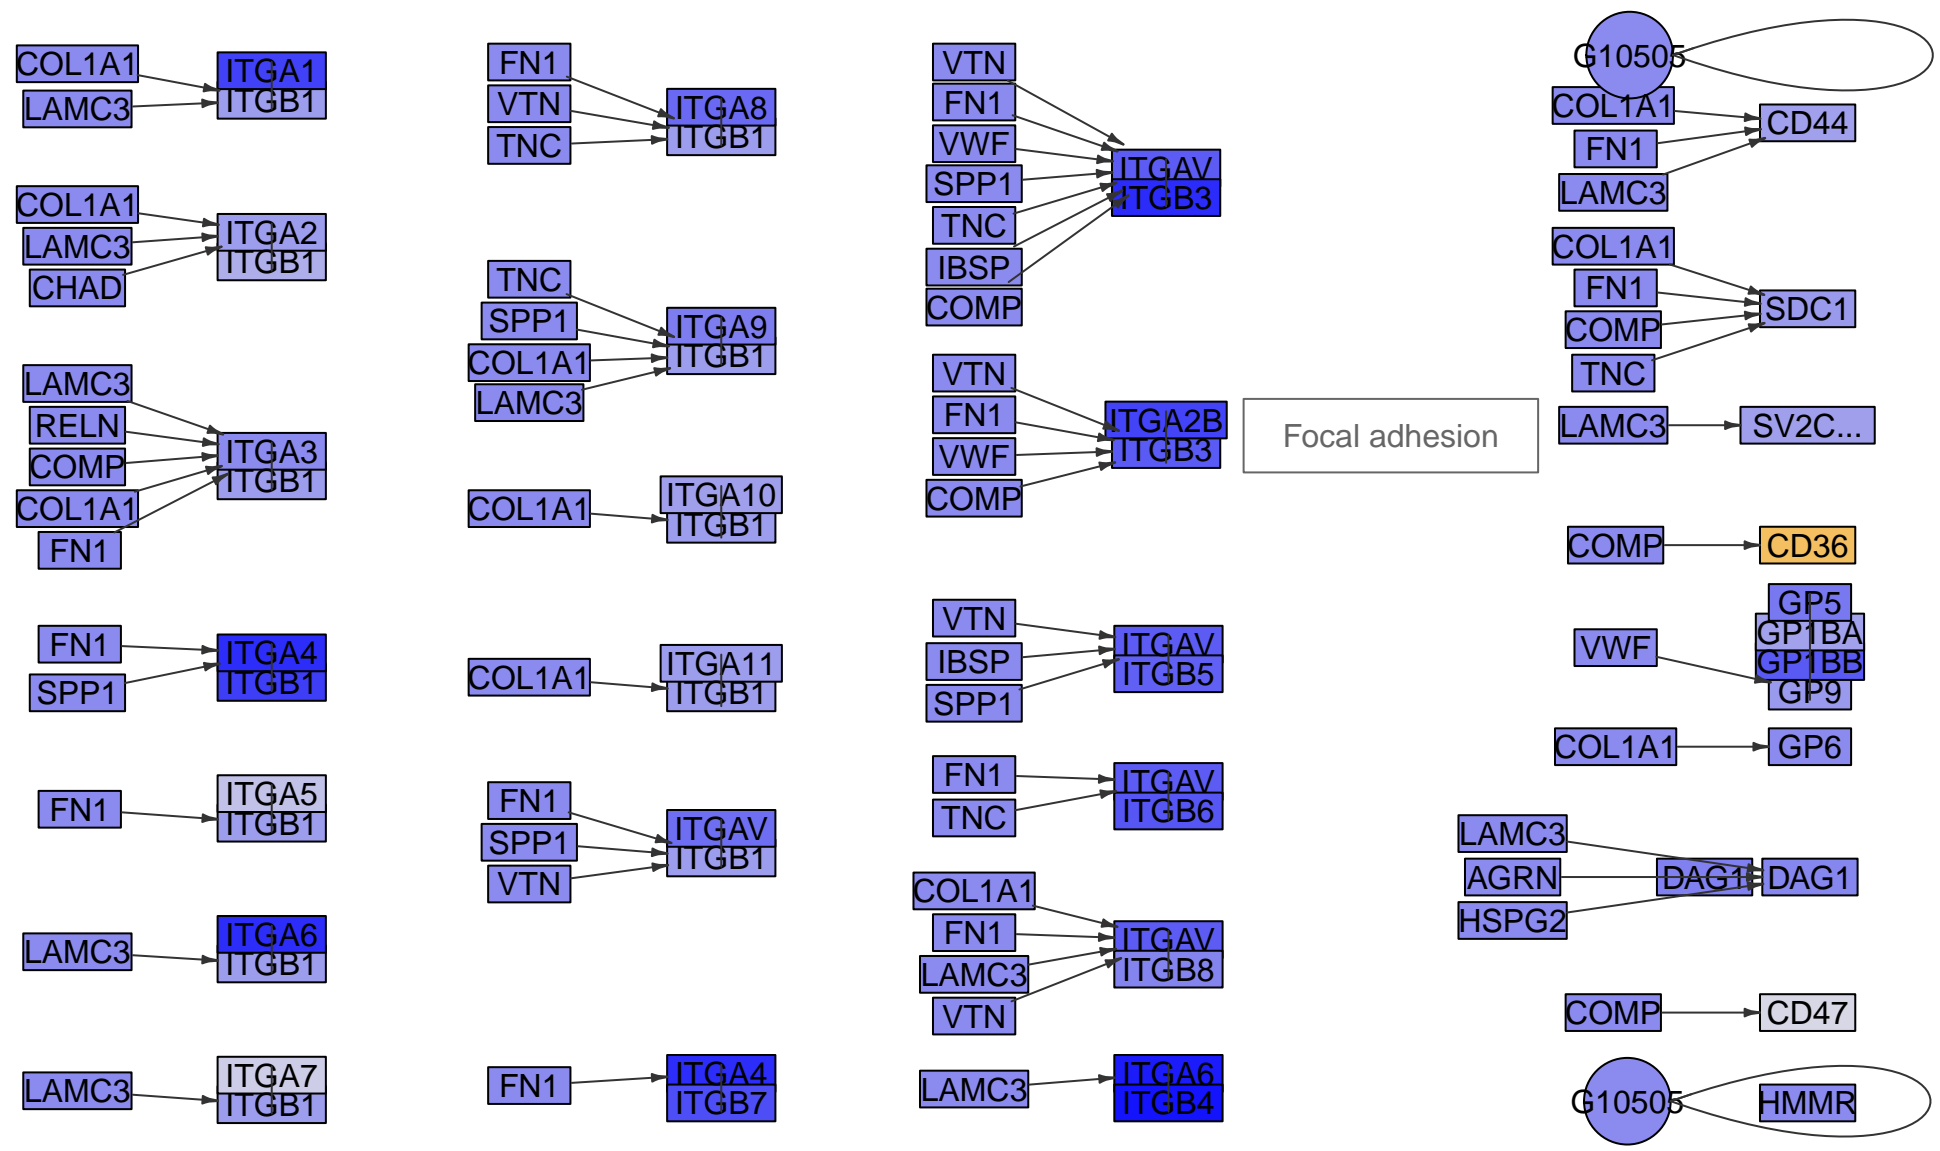 COL1A1
LAMC3
ITGA1
ITGB1
COL1A1
LAMC3
CHAD
ITGA2
ITGB1
LAMC3
RELN
COMP
COL1A1
FN1
ITGA3
ITGB1
FN1
SPP1
ITGA4
ITGB1
FN1
ITGA5
ITGB1
LAMC3
ITGA6
ITGB1
LAMC3
ITGA7
ITGB1
FN1
VTN
TNC
ITGA8
ITGB1
TNC
SPP1
COL1A1
LAMC3
ITGA9
ITGB1
COL1A1
ITGA10
ITGB1
COL1A1
ITGA11
ITGB1
FN1
SPP1
VTN
ITGAV
ITGB1
FN1
ITGA4
ITGB7
VTN
FN1
VWF
SPP1
TNC
IBSP
COMP
ITGAV
ITGB3
VTN
FN1
VWF
COMP
ITGA2B
ITGB3
Focal adhesion
VTN
IBSP
SPP1
ITGAV
ITGB5
FN1
TNC
ITGAV
ITGB6
COL1A1
FN1
LAMC3
VTN
ITGAV
ITGB8
LAMC3
ITGA6
ITGB4
G10505
COL1A1
FN1
LAMC3
CD44
COL1A1
FN1
COMP
TNC
SDC1
LAMC3
SV2C...
COMP
CD36
VWF
GP5
GP1BA
GP1BB
GP9
COL1A1
GP6
LAMC3
AGRN
HSPG2
DAG1
DAG1
COMP
CD47
G10505
HMMR